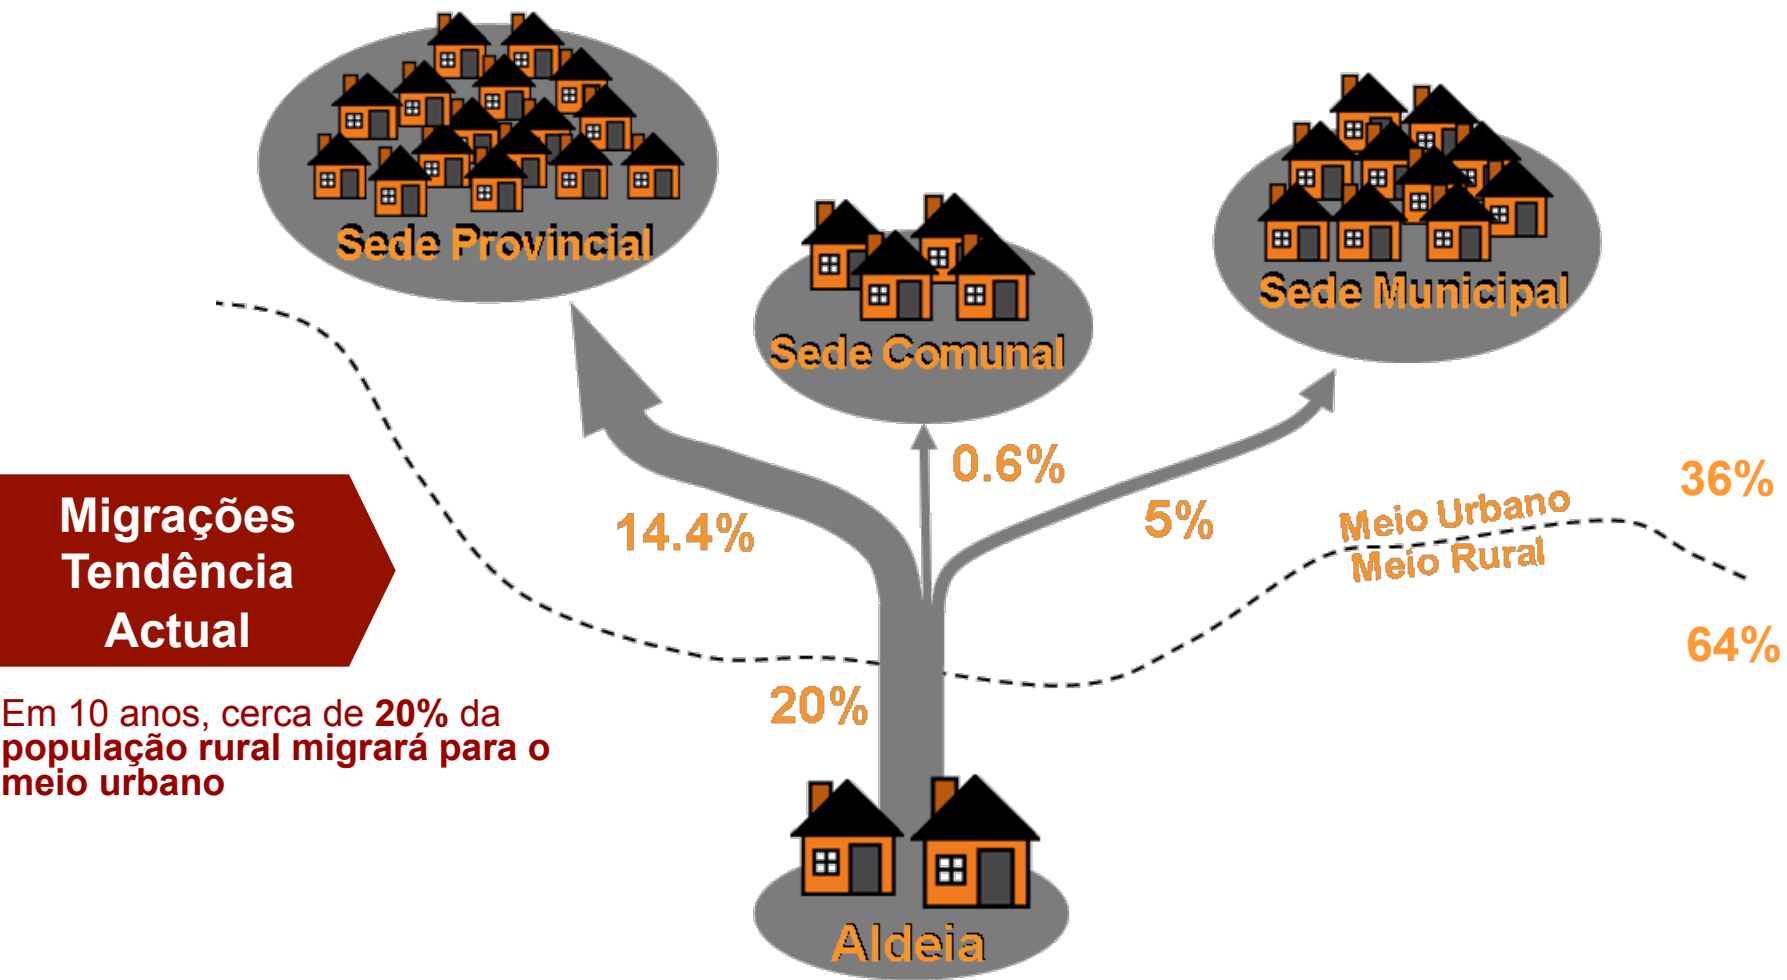 Sede Provincial
Sede Comunal
Sede Municipal
0.6%
14.4%
5%
36%
Meio Urbano
Meio Rural
64%
20%
Migrações
Tendência
Actual
Em 10 anos, cerca de 20% da
população rural migrará para o
meio urbano
Aldeia